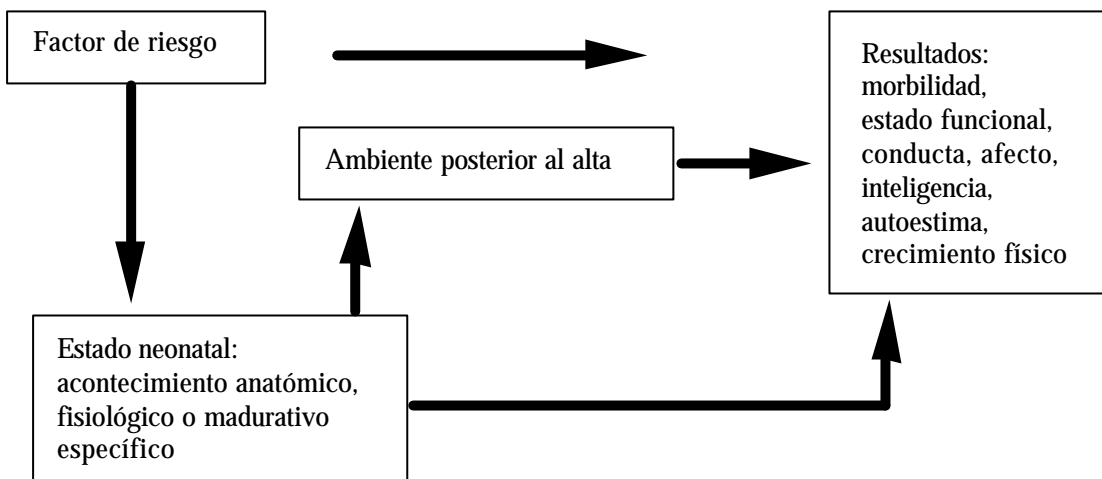 Factor de riesgo
Ambiente posterior al alta
Resultados:
morbilidad,
estado funcional,
conducta, afecto,
inteligencia,
autoestima,
crecimiento físico
Estado neonatal:
acontecimiento anatómico,
fisiológico o madurativo
específico